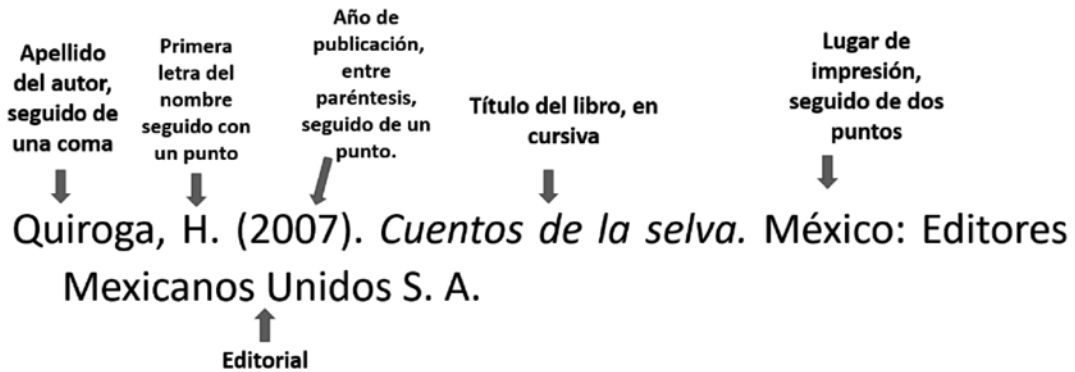 Apellido
del autor,
seguido de
una coma
Primera
letra del
nombre
seguido con
un punto
Año de
publicación,
entre
paréntesis,
seguido de un
punto.
Título del libro, en
cursiva
Lugar de
impresión,
seguido de dos
puntos
Quiroga, H. (2007). Cuentos de la selva. México: Editores
Mexicanos Unidos S. A.
Editorial